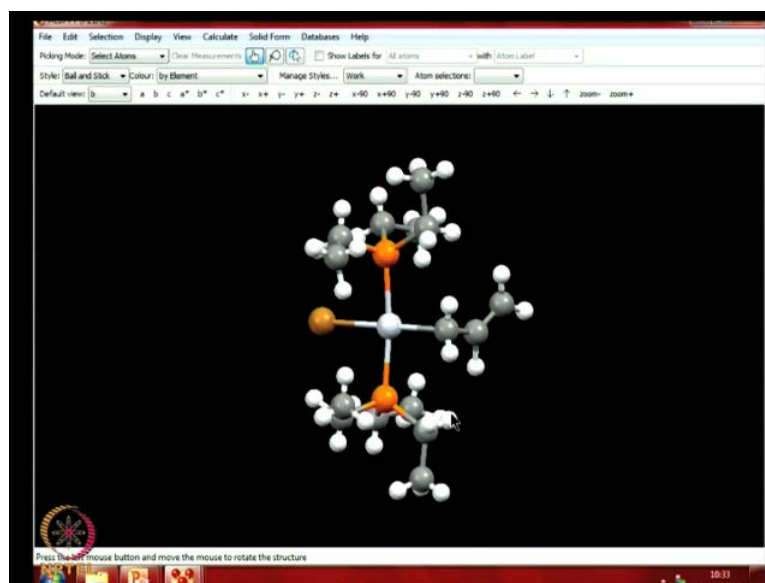 File Edit Selection Display View Calculate Solid Form Databases Help
Picking Mode: Select Atoms Clear Measurements Show Labels for All atoms with Atom Label
Style: Ball and Stick Colour: by Element Manage Styles... Work Atom selections:
Default view: b a b c a* b* c* x- x+ y- y+ z- z+ x-90 x+90 y-90 y+90 z-90 z+90 ← → ↓ ↑ zoom- zoom+
Press the left mouse button and move the mouse to rotate the structure
NPTEL
10:33